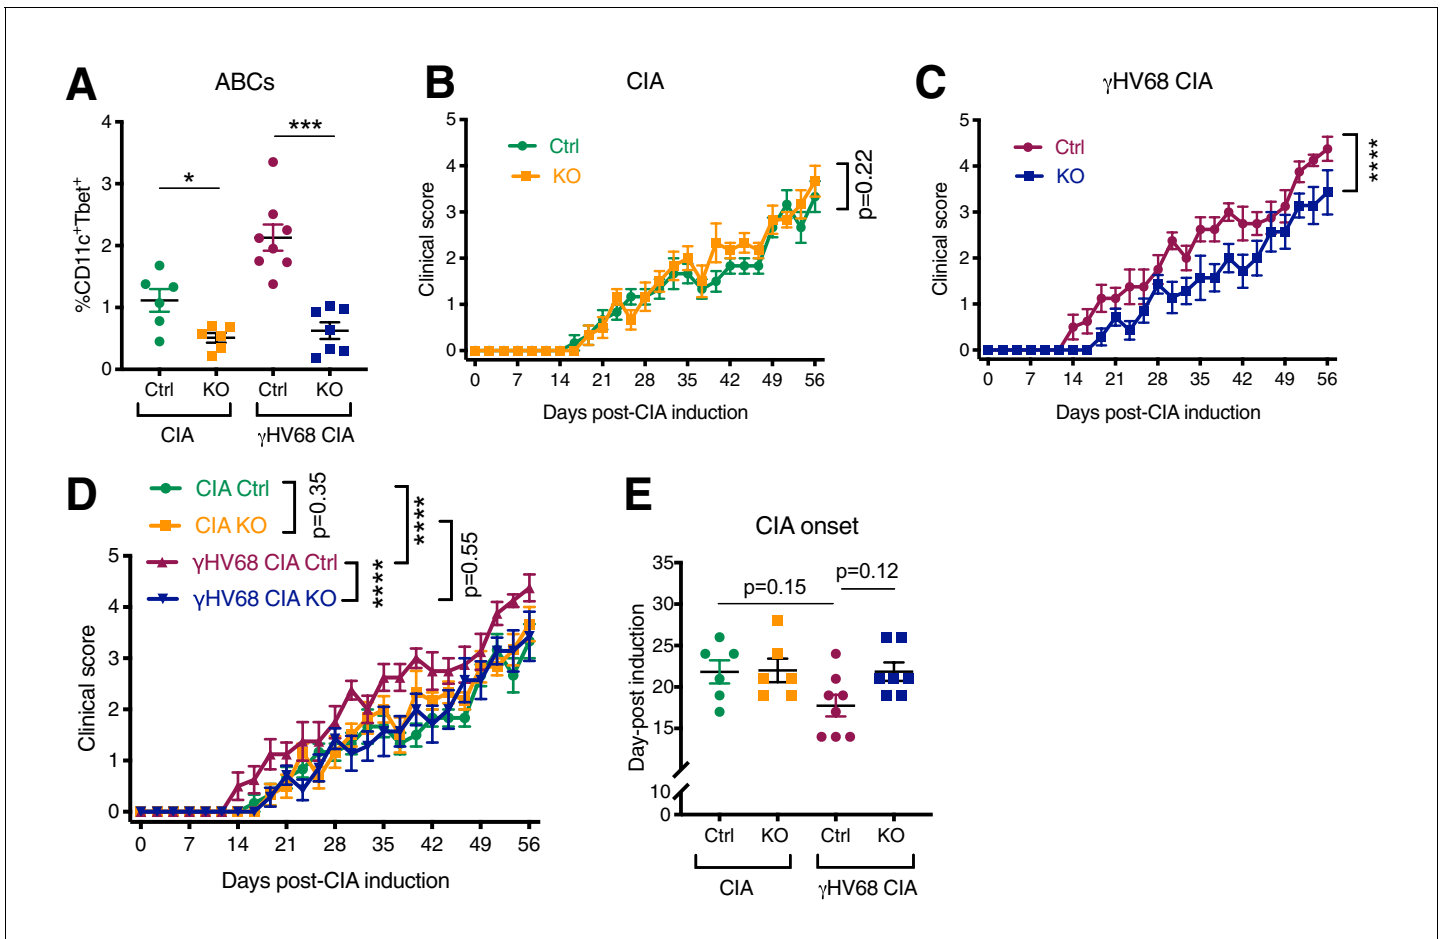 A
ABCs
%CD11c+Tbet+
4
3
2
1
0
*
***
Ctrl KO Ctrl KO
CIA γHV68 CIA
B
CIA
Clinical score
5
4
3
2
1
0
Ctrl
KO
p=0.22
0 7 14 21 28 35 42 49 56
Days post-CIA induction
C
γHV68 CIA
Clinical score
5
4
3
2
1
0
Ctrl
KO
****
0 7 14 21 28 35 42 49 56
Days post-CIA induction
D
CIA Ctrl
CIA KO
γHV68 CIA Ctrl
γHV68 CIA KO
p=0.35
****
****
p=0.55
Clinical score
5
4
3
2
1
0
0 7 14 21 28 35 42 49 56
Days post-CIA induction
E
CIA onset
Day-post induction
35
30
25
20
15
10
0
p=0.15
p=0.12
Ctrl KO Ctrl KO
CIA γHV68 CIA